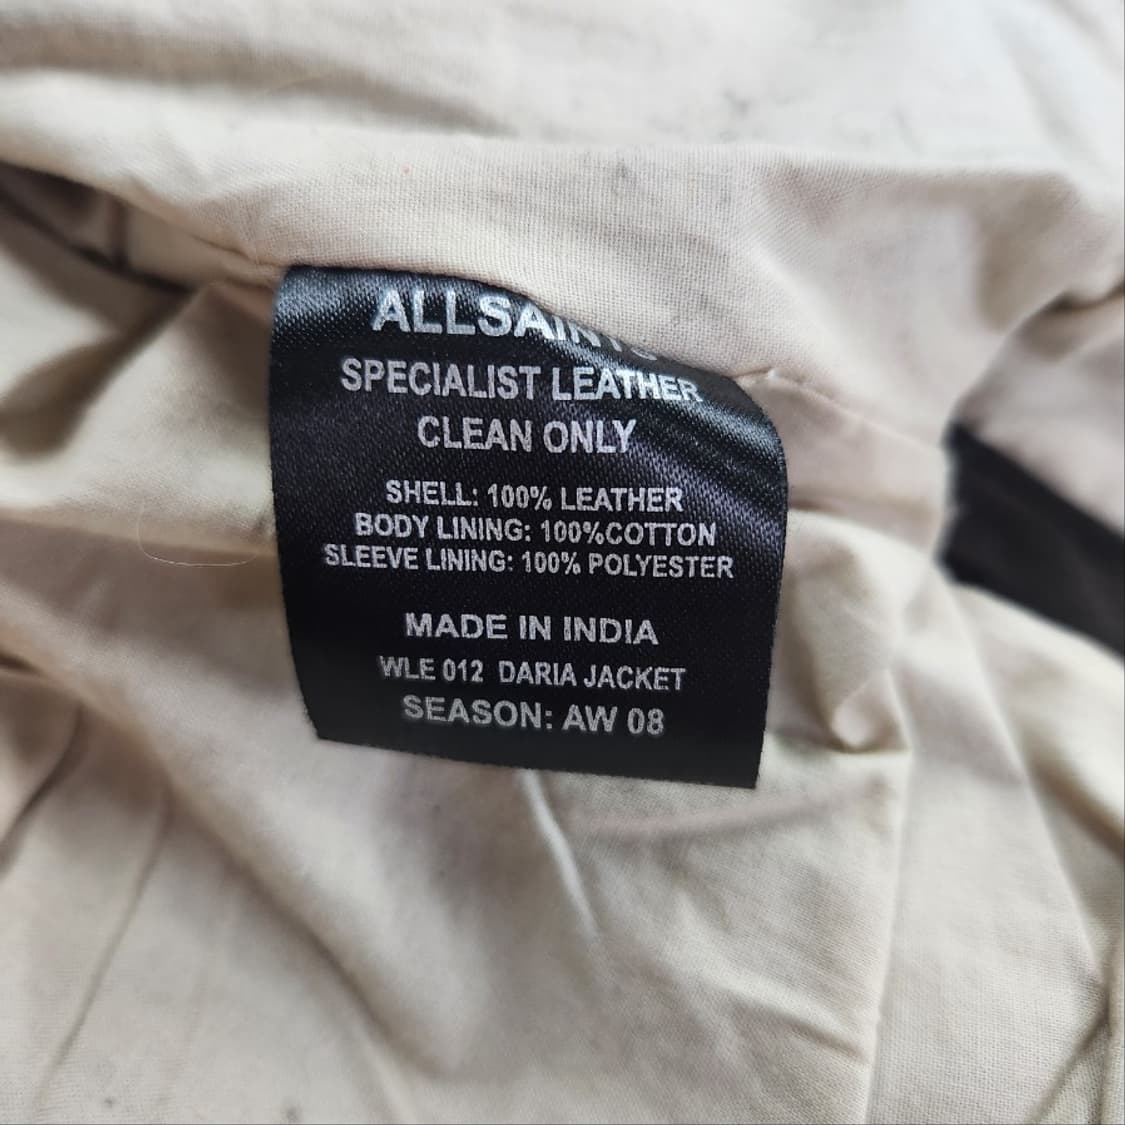 ALLSAINTS
SPECIALIST LEATHER
CLEAN ONLY
SHELL: 100% LEATHER
BODY LINING: 100%COTTON
SLEEVE LINING: 100% POLYESTER
MADE IN INDIA
WLE 012 DARIA JACKET
SEASON: AW 08